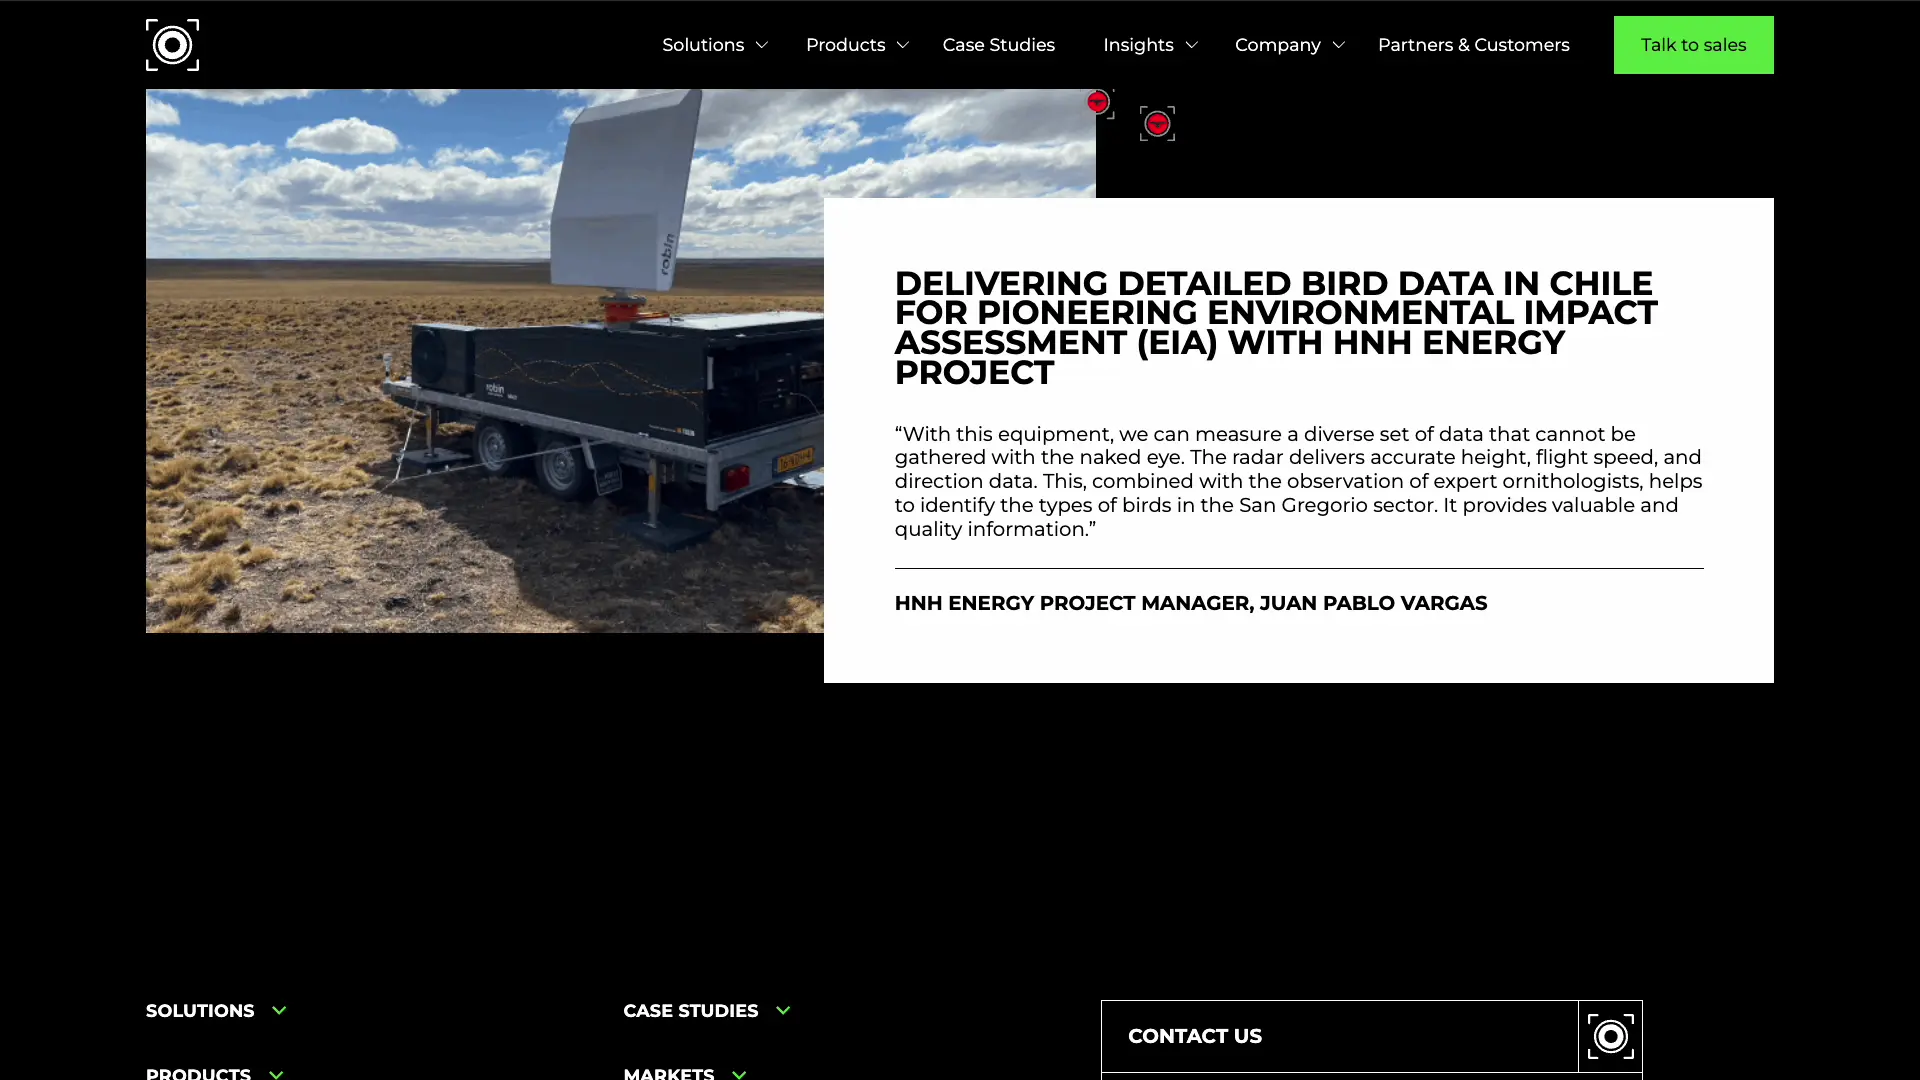 Solutions
Products
Case Studies
Insights
Company
Partners & Customers
Talk to sales
robin
robin
DELIVERING DETAILED BIRD DATA IN CHILE
FOR PIONEERING ENVIRONMENTAL IMPACT
ASSESSMENT (EIA) WITH HNH ENERGY
PROJECT
“With this equipment, we can measure a diverse set of data that cannot be
gathered with the naked eye. The radar delivers accurate height, flight speed, and
direction data. This, combined with the observation of expert ornithologists, helps
to identify the types of birds in the San Gregorio sector. It provides valuable and
quality information.”
HNH ENERGY PROJECT MANAGER, JUAN PABLO VARGAS
SOLUTIONS
CASE STUDIES
CONTACT US
PRODUCTS
MARKETS